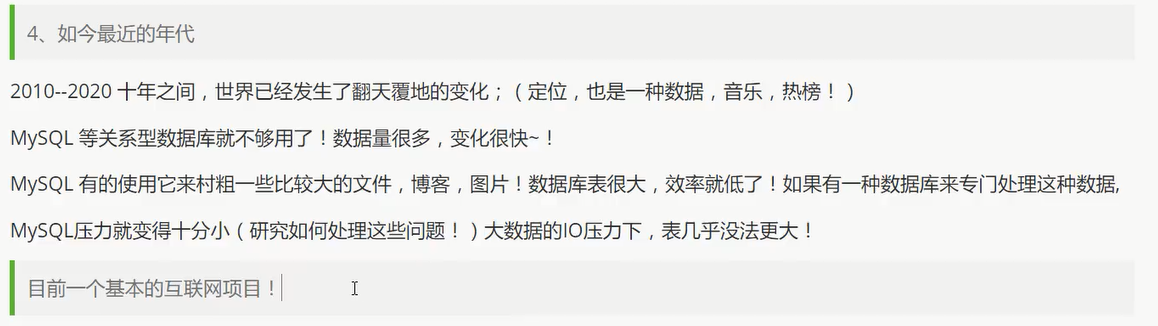 4、如今最近的年代
2010--2020 十年之间，世界已经发生了翻天覆地的变化；（定位，也是一种数据，音乐，热榜！）
MySQL 等关系型数据库就不够用了！数据量很多，变化很快~！
MySQL 有的使用它来村粗一些比较大的文件，博客，图片！数据库表很大，效率就低了！如果有一种数据库来专门处理这种数据,
MySQL压力就变得十分小（研究如何处理这些问题！）大数据的IO压力下，表几乎没法更大！
目前一个基本的互联网项目！